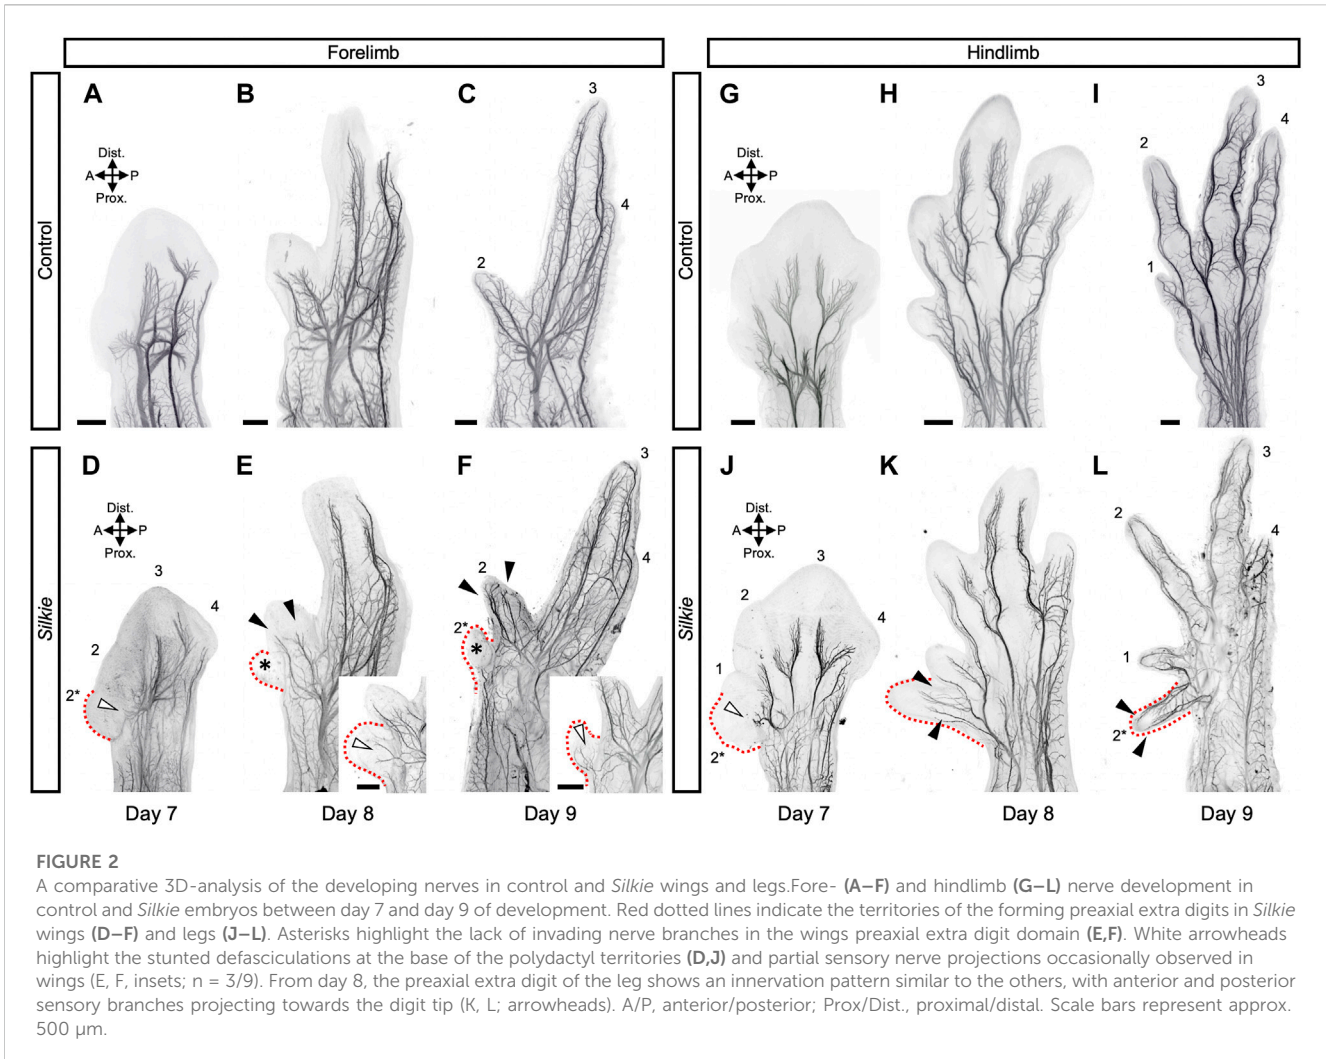 Forelimb
Hindlimb
Control
A
B
C
Dist.
A P
Prox.
2
3
4
Control
G
H
I
Dist.
A P
Prox.
1
2
3
4
Silkie
D
E
F
Dist.
A P
Prox.
2*
2
3
4
*
2*
*
2
3
4
Day 7
Day 8
Day 9
Silkie
J
K
L
Dist.
A P
Prox.
2*
1
2
3
4
2*
1
2
3
4
Day 7
Day 8
Day 9
FIGURE 2
A comparative 3D-analysis of the developing nerves in control and Silkie wings and legs.Fore- (A–F) and hindlimb (G–L) nerve development in
control and Silkie embryos between day 7 and day 9 of development. Red dotted lines indicate the territories of the forming preaxial extra digits in Silkie
wings (D–F) and legs (J–L). Asterisks highlight the lack of invading nerve branches in the wings preaxial extra digit domain (E,F). White arrowheads
highlight the stunted defasciculations at the base of the polydactyl territories (D,J) and partial sensory nerve projections occasionally observed in
wings (E, F, insets; n = 3/9). From day 8, the preaxial extra digit of the leg shows an innervation pattern similar to the others, with anterior and posterior
sensory branches projecting towards the digit tip (K, L; arrowheads). A/P, anterior/posterior; Prox/Dist., proximal/distal. Scale bars represent approx.
500 µm.